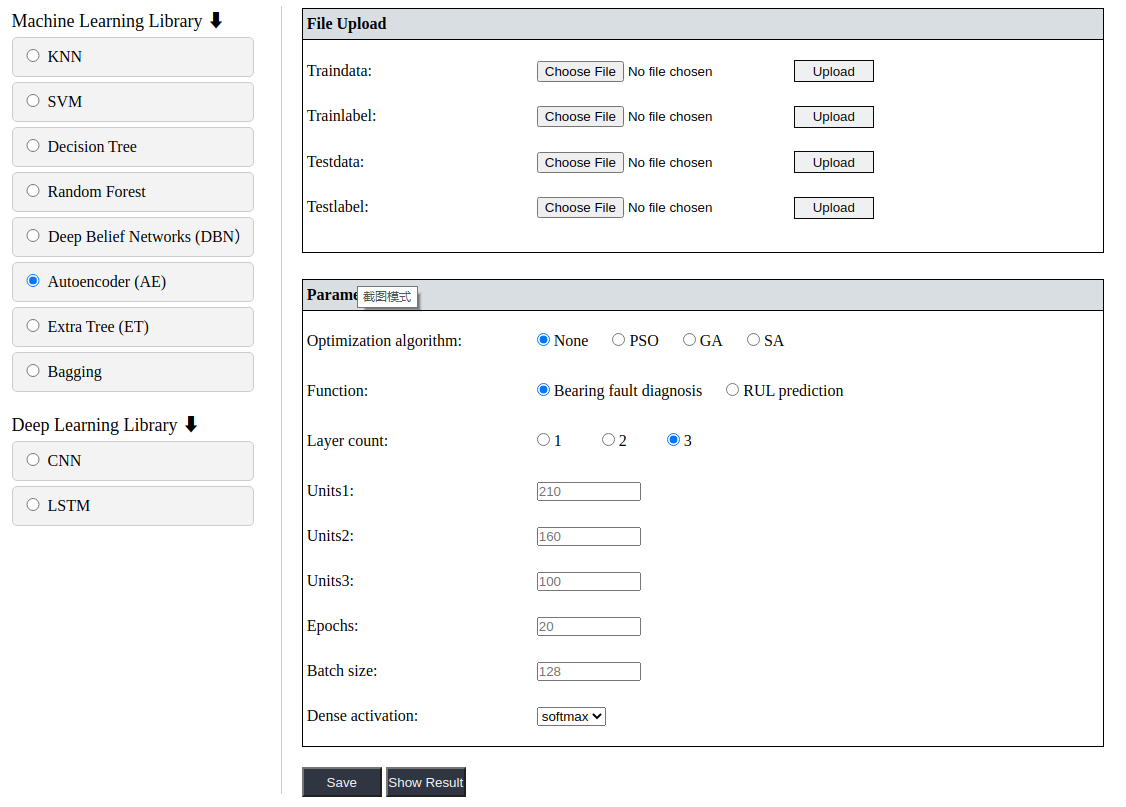 Machine Learning Library ⬇
KNN
SVM
Decision Tree
Random Forest
Deep Belief Networks (DBN）
Autoencoder (AE)
Extra Tree (ET)
Bagging
Deep Learning Library ⬇
CNN
LSTM
File Upload
Traindata: Choose File No file chosen Upload
Trainlabel: Choose File No file chosen Upload
Testdata: Choose File No file chosen Upload
Testlabel: Choose File No file chosen Upload
Parame 截图模式
Optimization algorithm: None PSO GA SA
Function: Bearing fault diagnosis RUL prediction
Layer count: 1 2 3
Units1: 210
Units2: 160
Units3: 100
Epochs: 20
Batch size: 128
Dense activation: softmax
Save Show Result